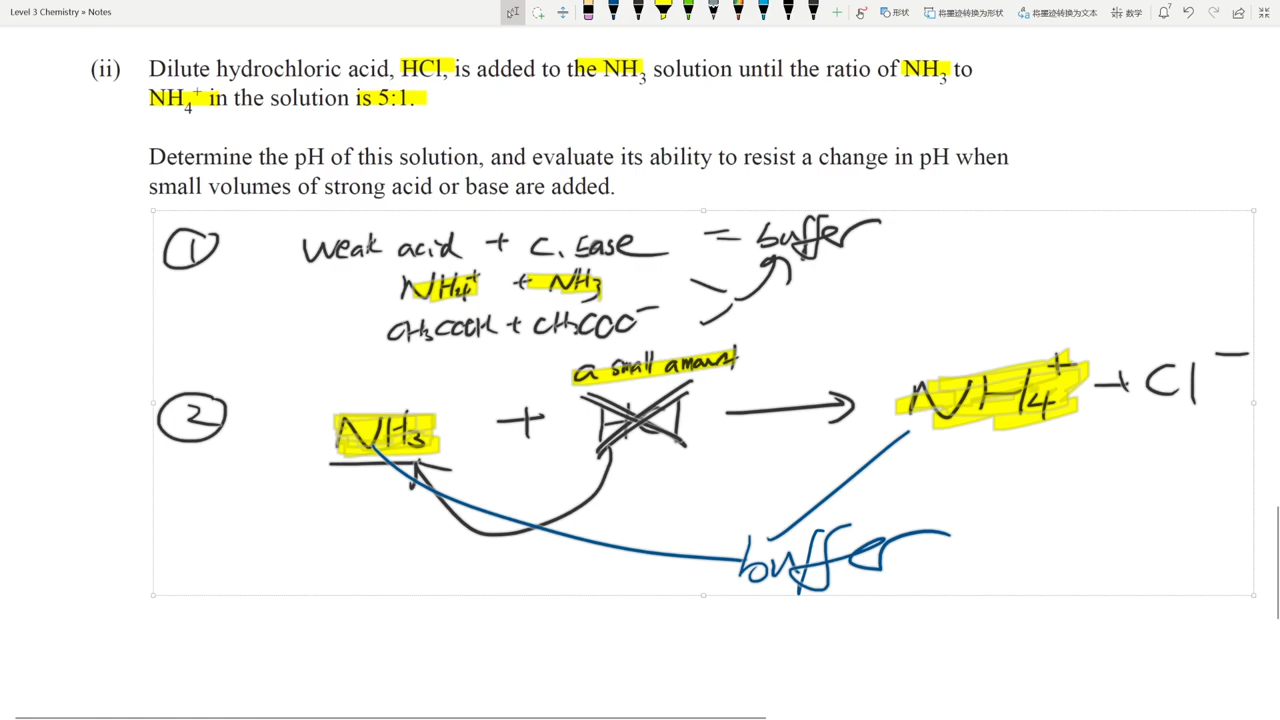 Level 3 Chemistry » Notes
形状 将墨迹转换为形状 将墨迹转换为文本 数学 7
(ii) Dilute hydrochloric acid, HCl, is added to the NH₃ solution until the ratio of NH₃ to
NH₄⁺ in the solution is 5:1.
Determine the pH of this solution, and evaluate its ability to resist a change in pH when
small volumes of strong acid or base are added.
① weak acid + c. base = buffer
NH₄⁺ + NH₃
CH₃COOH + CH₃COO⁻
a small amount
② NH₃ + HCl → NH₄⁺ + Cl⁻
buffer